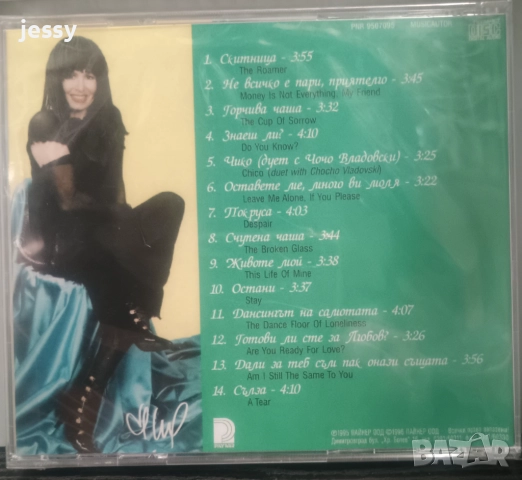 jessy
1. Скитница - 3:55
The Roamer
2. Не всичко е пари, приятелю - 3:45
Money Is Not Everything, My Friend
3. Горчива чаша - 3:32
The Cup Of Sorrow
4. Знаеш ли? - 4:10
Do You Know?
5. Чико (дует с Чочо Владовски) - 3:25
Chico (duet with Chocho Vladovski)
6. Оставете ме, много ви моля - 3:22
Leave Me Alone, If You Please
7. Покруса - 4:03
Despair
8. Счупена чаша - 3:44
The Broken Glass
9. Животе мой - 3:38
This Life Of Mine
10. Остани - 3:37
Stay
11. Дансингът на самотата - 4:07
The Dance Floor Of Loneliness
12. Готови ли сте за Любов? - 3:26
Are You Ready For Love?
13. Дали за теб съм пак онази същата - 3:56
Am I Still The Same To You
14. Сълза - 4:10
A Tear
BAZAR